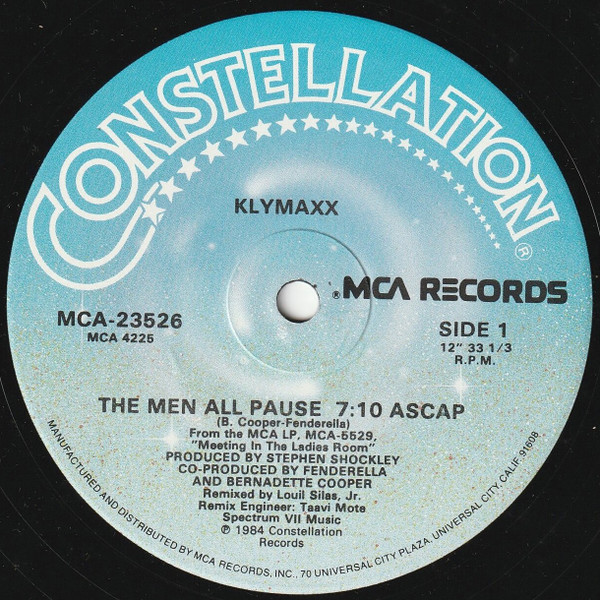 CONSTELLATION ®
KLYMAXX
® MCA RECORDS
MCA-23526
MCA 4225
SIDE 1
12" 33 1/3
R.P.M.
THE MEN ALL PAUSE 7:10 ASCAP
(B. Cooper-Fenderella)
From the MCA LP, MCA-5529,
"Meeting In The Ladies Room"
PRODUCED BY STEPHEN SHOCKLEY
CO-PRODUCED BY FENDERELLA
AND BERNADETTE COOPER
Remixed by Louil Silas, Jr.
Remix Engineer: Taavi Mote
Spectrum VII Music
℗ 1984 Constellation
Records
MANUFACTURED AND DISTRIBUTED BY MCA RECORDS, INC., 70 UNIVERSAL CITY PLAZA, UNIVERSAL CITY, CALIF. 91608